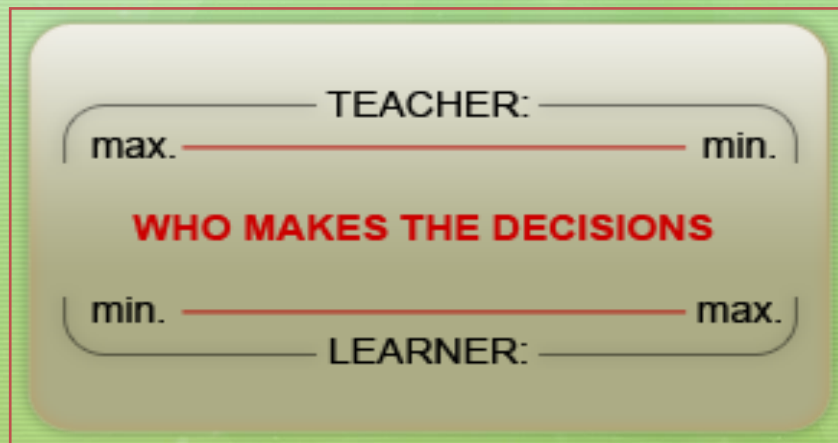 TEACHER:
max. min.
WHO MAKES THE DECISIONS
min. max.
LEARNER: